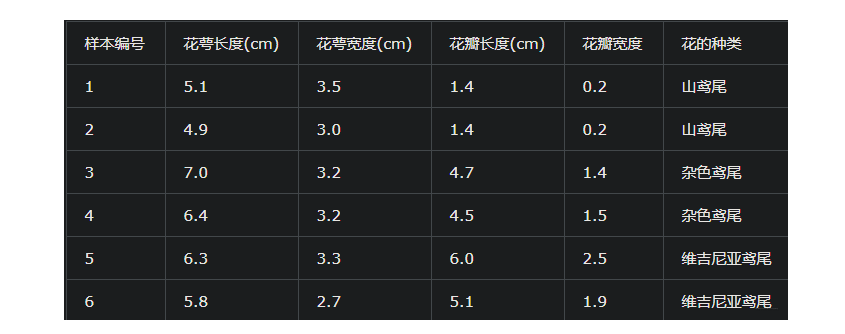 样本编号 花萼长度(cm) 花萼宽度(cm) 花瓣长度(cm) 花瓣宽度 花的种类
1 5.1 3.5 1.4 0.2 山鸢尾
2 4.9 3.0 1.4 0.2 山鸢尾
3 7.0 3.2 4.7 1.4 杂色鸢尾
4 6.4 3.2 4.5 1.5 杂色鸢尾
5 6.3 3.3 6.0 2.5 维吉尼亚鸢尾
6 5.8 2.7 5.1 1.9 维吉尼亚鸢尾